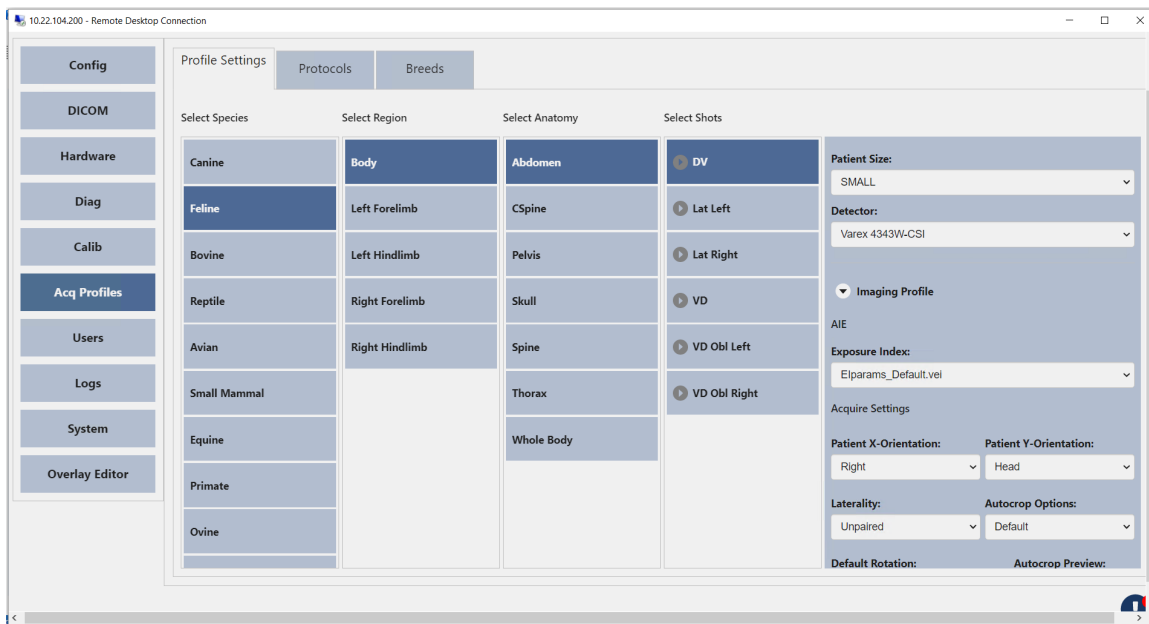 10.22.104.200 - Remote Desktop Connection
Config
DICOM
Hardware
Diag
Calib
Acq Profiles
Users
Logs
System
Overlay Editor
Profile Settings
Protocols
Breeds
Select Species
Canine
Feline
Bovine
Reptile
Avian
Small Mammal
Equine
Primate
Ovine
Select Region
Body
Left Forelimb
Left Hindlimb
Right Forelimb
Right Hindlimb
Select Anatomy
Abdomen
CSpine
Pelvis
Skull
Spine
Thorax
Whole Body
Select Shots
DV
Lat Left
Lat Right
VD
VD Obl Left
VD Obl Right
Patient Size:
SMALL
Detector:
Varex 4343W-CSI
Imaging Profile
AIE
Exposure Index:
EIparams_Default.vei
Acquire Settings
Patient X-Orientation:
Right
Patient Y-Orientation:
Head
Laterality:
Unpaired
Autocrop Options:
Default
Default Rotation:
Autocrop Preview: